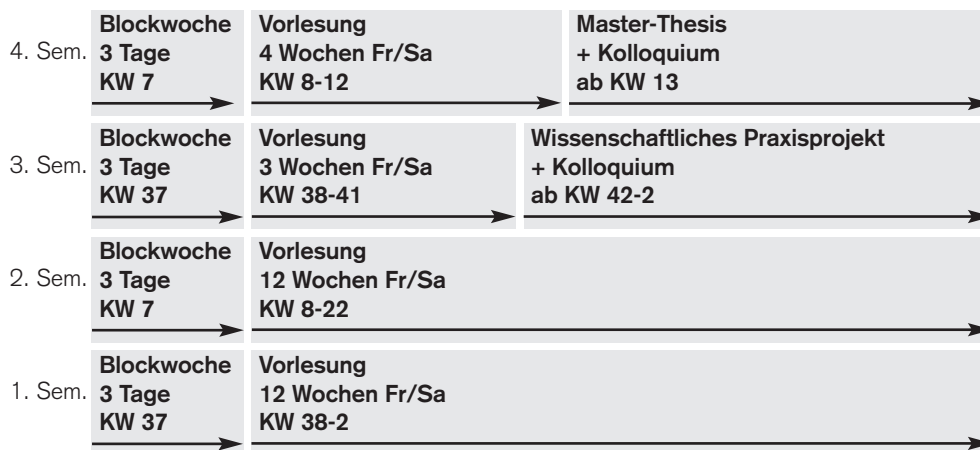 4. Sem.
Blockwoche
3 Tage
KW 7
Vorlesung
4 Wochen Fr/Sa
KW 8-12
Master-Thesis
+ Kolloquium
ab KW 13
3. Sem.
Blockwoche
3 Tage
KW 37
Vorlesung
3 Wochen Fr/Sa
KW 38-41
Wissenschaftliches Praxisprojekt
+ Kolloquium
ab KW 42-2
2. Sem.
Blockwoche
3 Tage
KW 7
Vorlesung
12 Wochen Fr/Sa
KW 8-22
1. Sem.
Blockwoche
3 Tage
KW 37
Vorlesung
12 Wochen Fr/Sa
KW 38-2